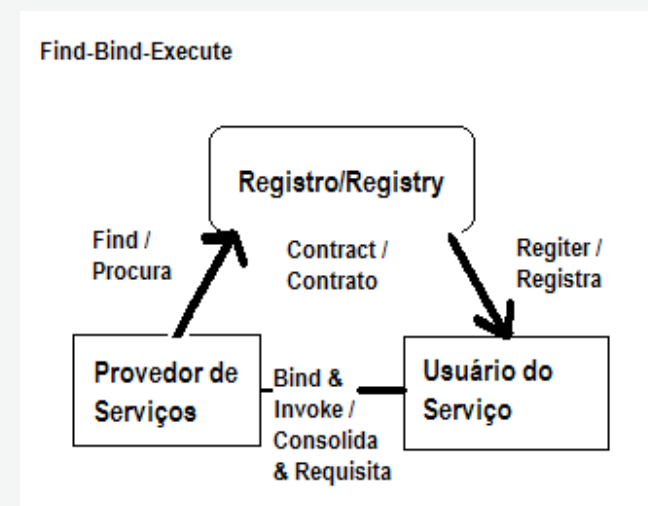 Find-Bind-Execute
Registro/Registry
Find /
Procura
Contract /
Contrato
Regiter /
Registra
Provedor de
Serviços
Bind &
Invoke /
Consolida
& Requisita
Usuário do
Serviço